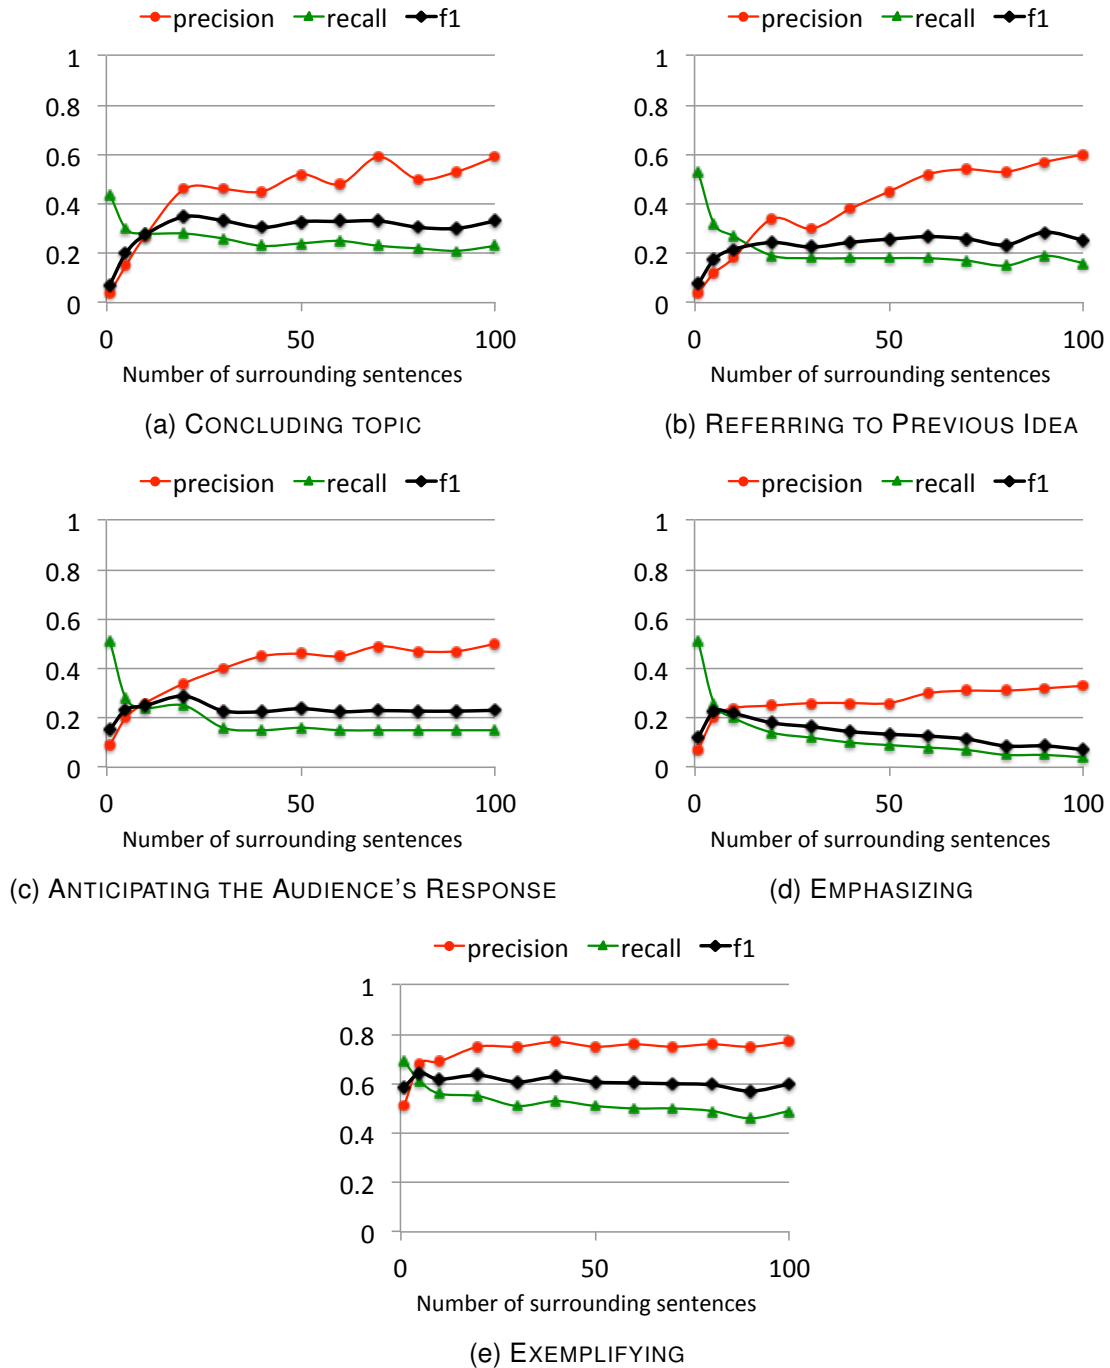 precision recall f1
1
0.8
0.6
0.4
0.2
0
0 50 100
Number of surrounding sentences
(a) CONCLUDING TOPIC
precision recall f1
1
0.8
0.6
0.4
0.2
0
0 50 100
Number of surrounding sentences
(b) REFERRING TO PREVIOUS IDEA
precision recall f1
1
0.8
0.6
0.4
0.2
0
0 50 100
Number of surrounding sentences
(c) ANTICIPATING THE AUDIENCE'S RESPONSE
precision recall f1
1
0.8
0.6
0.4
0.2
0
0 50 100
Number of surrounding sentences
(d) EMPHASIZING
precision recall f1
1
0.8
0.6
0.4
0.2
0
0 50 100
Number of surrounding sentences
(e) EXEMPLIFYING